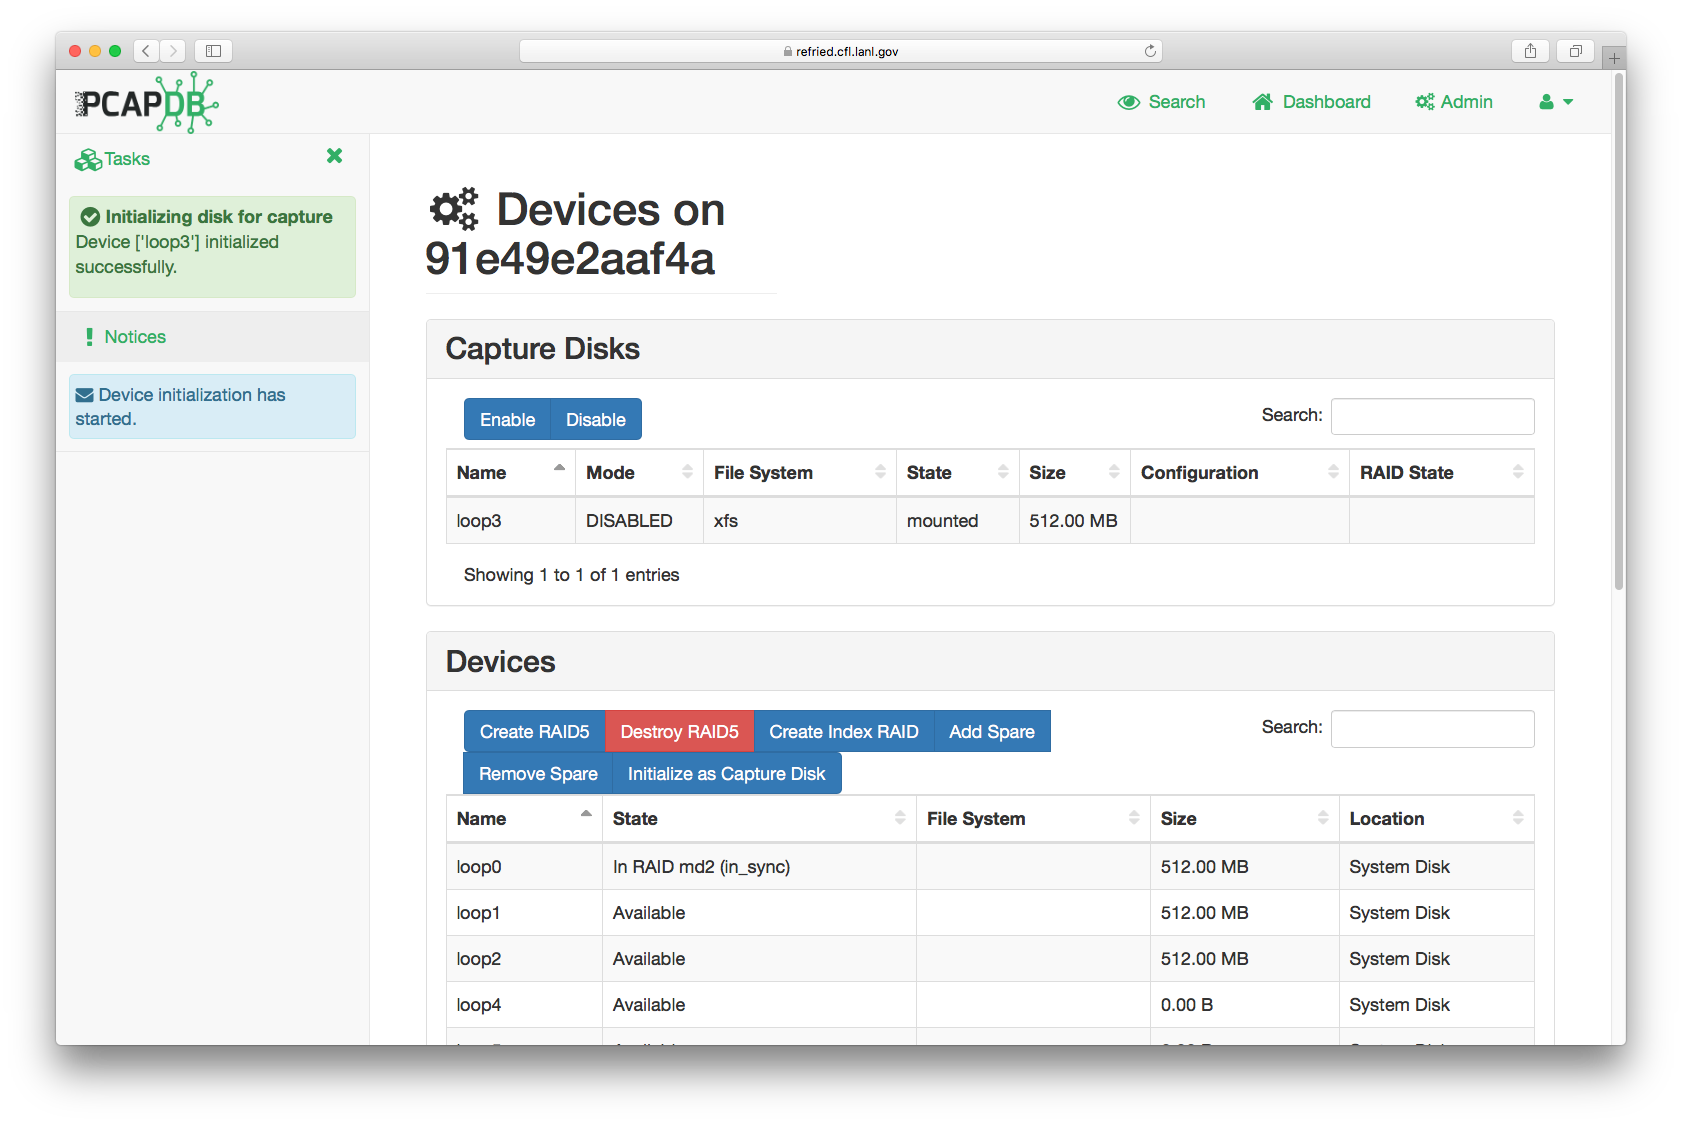 refried.cfl.lanl.gov
PCAPDB
Search Dashboard Admin
Tasks
Initializing disk for capture
Device ['loop3'] initialized
successfully.
Notices
Device initialization has
started.
Devices on
91e49e2aaf4a
Capture Disks
Enable Disable Search:
Name Mode File System State Size Configuration RAID State
loop3 DISABLED xfs mounted 512.00 MB
Showing 1 to 1 of 1 entries
Devices
Create RAID5 Destroy RAID5 Create Index RAID Add Spare Search:
Remove Spare Initialize as Capture Disk
Name State File System Size Location
loop0 In RAID md2 (in_sync) 512.00 MB System Disk
loop1 Available 512.00 MB System Disk
loop2 Available 512.00 MB System Disk
loop4 Available 0.00 B System Disk